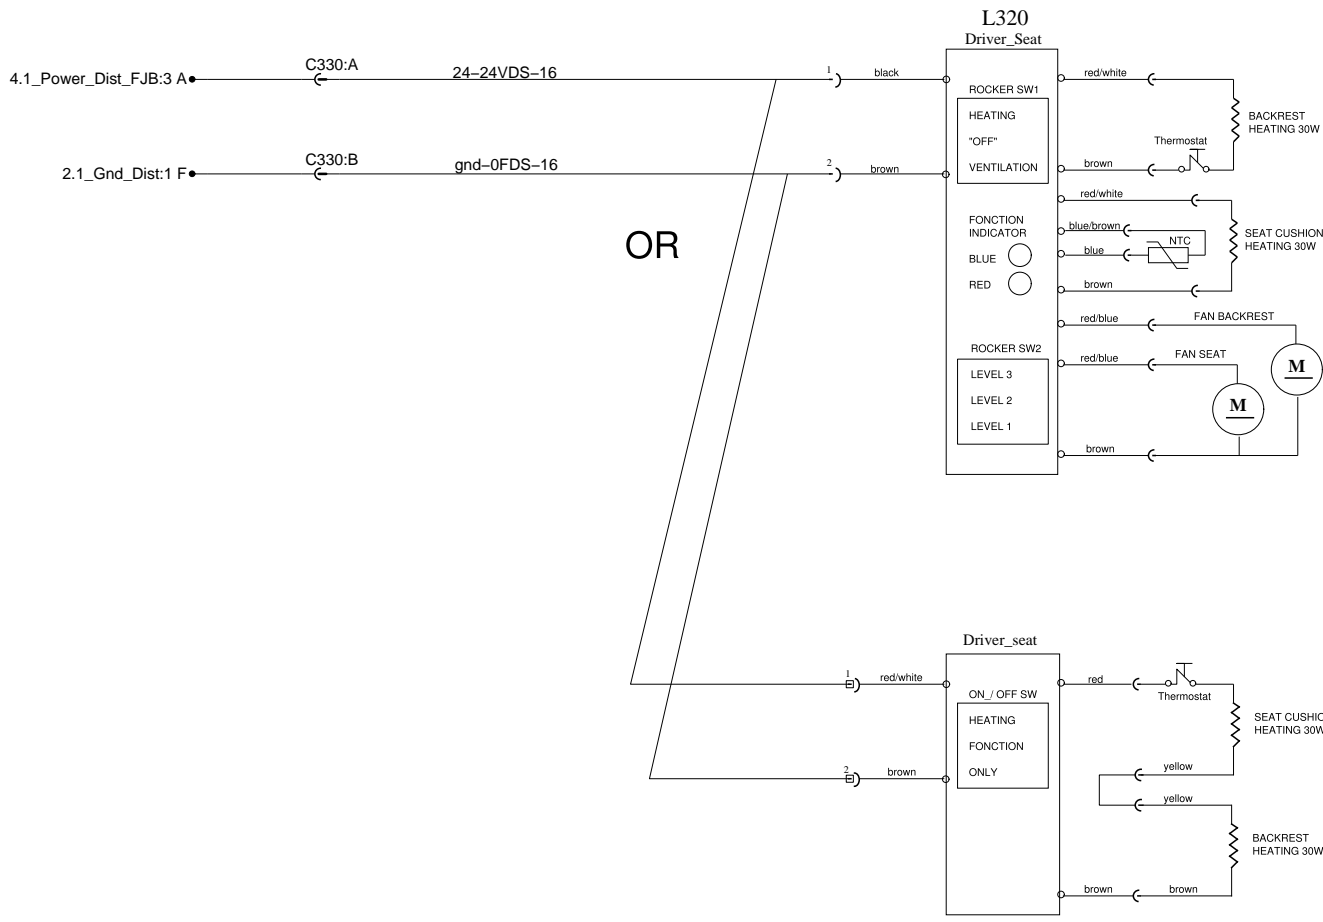 L320
Driver_Seat
4.1_Power_Dist_FJB:3 A
C330:A
24–24VDS–16
1
black
red/white
ROCKER SW1
HEATING
"OFF"
VENTILATION
BACKREST
HEATING 30W
Thermostat
2.1_Gnd_Dist:1 F
C330:B
gnd–0FDS–16
2
brown
brown
red/white
OR
FONCTION
INDICATOR
BLUE
RED
blue/brown
blue
NTC
SEAT CUSHION
HEATING 30W
brown
red/blue
FAN BACKREST
ROCKER SW2
red/blue
FAN SEAT
M
M
LEVEL 3
LEVEL 2
LEVEL 1
brown
Driver_seat
1
red/white
ON_/ OFF SW
HEATING
FONCTION
ONLY
red
Thermostat
SEAT CUSHIO
HEATING 30W
2
brown
yellow
yellow
BACKREST
HEATING 30W
brown
brown